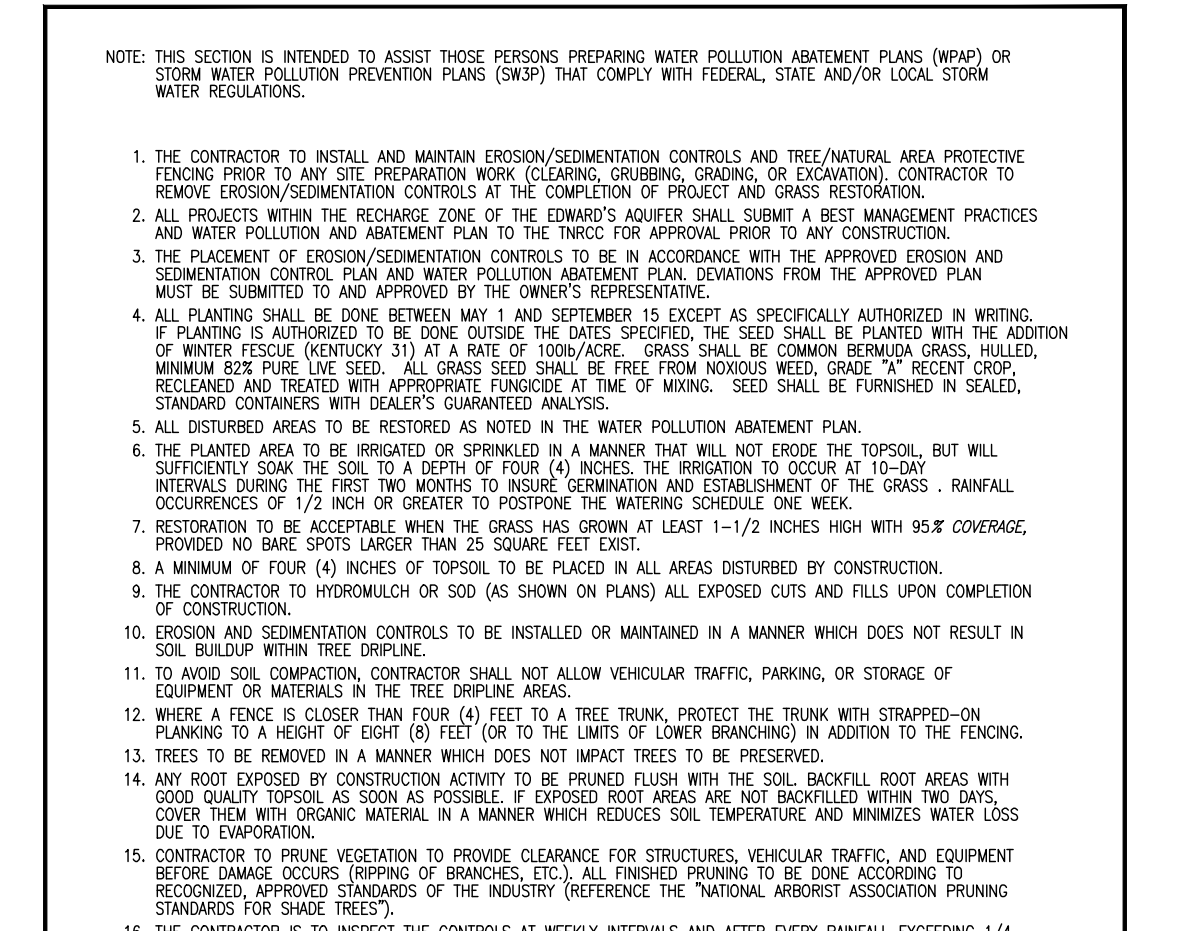 NOTE: THIS SECTION IS INTENDED TO ASSIST THOSE PERSONS PREPARING WATER POLLUTION ABATEMENT PLANS (WPAP) OR
STORM WATER POLLUTION PREVENTION PLANS (SW3P) THAT COMPLY WITH FEDERAL, STATE AND/OR LOCAL STORM
WATER REGULATIONS.
1. THE CONTRACTOR TO INSTALL AND MAINTAIN EROSION/SEDIMENTATION CONTROLS AND TREE/NATURAL AREA PROTECTIVE
FENCING PRIOR TO ANY SITE PREPARATION WORK (CLEARING, GRUBBING, GRADING, OR EXCAVATION). CONTRACTOR TO
REMOVE EROSION/SEDIMENTATION CONTROLS AT THE COMPLETION OF PROJECT AND GRASS RESTORATION.
2. ALL PROJECTS WITHIN THE RECHARGE ZONE OF THE EDWARD'S AQUIFER SHALL SUBMIT A BEST MANAGEMENT PRACTICES
AND WATER POLLUTION AND ABATEMENT PLAN TO THE TNRCC FOR APPROVAL PRIOR TO ANY CONSTRUCTION.
3. THE PLACEMENT OF EROSION/SEDIMENTATION CONTROLS TO BE IN ACCORDANCE WITH THE APPROVED EROSION AND
SEDIMENTATION CONTROL PLAN AND WATER POLLUTION ABATEMENT PLAN. DEVIATIONS FROM THE APPROVED PLAN
MUST BE SUBMITTED TO AND APPROVED BY THE OWNER'S REPRESENTATIVE.
4. ALL PLANTING SHALL BE DONE BETWEEN MAY 1 AND SEPTEMBER 15 EXCEPT AS SPECIFICALLY AUTHORIZED IN WRITING.
IF PLANTING IS AUTHORIZED TO BE DONE OUTSIDE THE DATES SPECIFIED, THE SEED SHALL BE PLANTED WITH THE ADDITION
OF WINTER FESCUE (KENTUCKY 31) AT A RATE OF 100lb/ACRE. GRASS SHALL BE COMMON BERMUDA GRASS, HULLED,
MINIMUM 82% PURE LIVE SEED. ALL GRASS SEED SHALL BE FREE FROM NOXIOUS WEED, GRADE "A" RECENT CROP,
RECLEANED AND TREATED WITH APPROPRIATE FUNGICIDE AT TIME OF MIXING. SEED SHALL BE FURNISHED IN SEALED,
STANDARD CONTAINERS WITH DEALER'S GUARANTEED ANALYSIS.
5. ALL DISTURBED AREAS TO BE RESTORED AS NOTED IN THE WATER POLLUTION ABATEMENT PLAN.
6. THE PLANTED AREA TO BE IRRIGATED OR SPRINKLED IN A MANNER THAT WILL NOT ERODE THE TOPSOIL, BUT WILL
SUFFICIENTLY SOAK THE SOIL TO A DEPTH OF FOUR (4) INCHES. THE IRRIGATION TO OCCUR AT 10-DAY
INTERVALS DURING THE FIRST TWO MONTHS TO INSURE GERMINATION AND ESTABLISHMENT OF THE GRASS . RAINFALL
OCCURRENCES OF 1/2 INCH OR GREATER TO POSTPONE THE WATERING SCHEDULE ONE WEEK.
7. RESTORATION TO BE ACCEPTABLE WHEN THE GRASS HAS GROWN AT LEAST 1-1/2 INCHES HIGH WITH 95% COVERAGE,
PROVIDED NO BARE SPOTS LARGER THAN 25 SQUARE FEET EXIST.
8. A MINIMUM OF FOUR (4) INCHES OF TOPSOIL TO BE PLACED IN ALL AREAS DISTURBED BY CONSTRUCTION.
9. THE CONTRACTOR TO HYDROMULCH OR SOD (AS SHOWN ON PLANS) ALL EXPOSED CUTS AND FILLS UPON COMPLETION
OF CONSTRUCTION.
10. EROSION AND SEDIMENTATION CONTROLS TO BE INSTALLED OR MAINTAINED IN A MANNER WHICH DOES NOT RESULT IN
SOIL BUILDUP WITHIN TREE DRIPLINE.
11. TO AVOID SOIL COMPACTION, CONTRACTOR SHALL NOT ALLOW VEHICULAR TRAFFIC, PARKING, OR STORAGE OF
EQUIPMENT OR MATERIALS IN THE TREE DRIPLINE AREAS.
12. WHERE A FENCE IS CLOSER THAN FOUR (4) FEET TO A TREE TRUNK, PROTECT THE TRUNK WITH STRAPPED-ON
PLANKING TO A HEIGHT OF EIGHT (8) FEET (OR TO THE LIMITS OF LOWER BRANCHING) IN ADDITION TO THE FENCING.
13. TREES TO BE REMOVED IN A MANNER WHICH DOES NOT IMPACT TREES TO BE PRESERVED.
14. ANY ROOT EXPOSED BY CONSTRUCTION ACTIVITY TO BE PRUNED FLUSH WITH THE SOIL. BACKFILL ROOT AREAS WITH
GOOD QUALITY TOPSOIL AS SOON AS POSSIBLE. IF EXPOSED ROOT AREAS ARE NOT BACKFILLED WITHIN TWO DAYS,
COVER THEM WITH ORGANIC MATERIAL IN A MANNER WHICH REDUCES SOIL TEMPERATURE AND MINIMIZES WATER LOSS
DUE TO EVAPORATION.
15. CONTRACTOR TO PRUNE VEGETATION TO PROVIDE CLEARANCE FOR STRUCTURES, VEHICULAR TRAFFIC, AND EQUIPMENT
BEFORE DAMAGE OCCURS (RIPPING OF BRANCHES, ETC.). ALL FINISHED PRUNING TO BE DONE ACCORDING TO
RECOGNIZED, APPROVED STANDARDS OF THE INDUSTRY (REFERENCE THE "NATIONAL ARBORIST ASSOCIATION PRUNING
STANDARDS FOR SHADE TREES").
16. THE CONTRACTOR IS TO INSPECT THE CONTROLS AT WEEKLY INTERVALS AND AFTER EVERY RAINFALL EXCEEDING 1/4